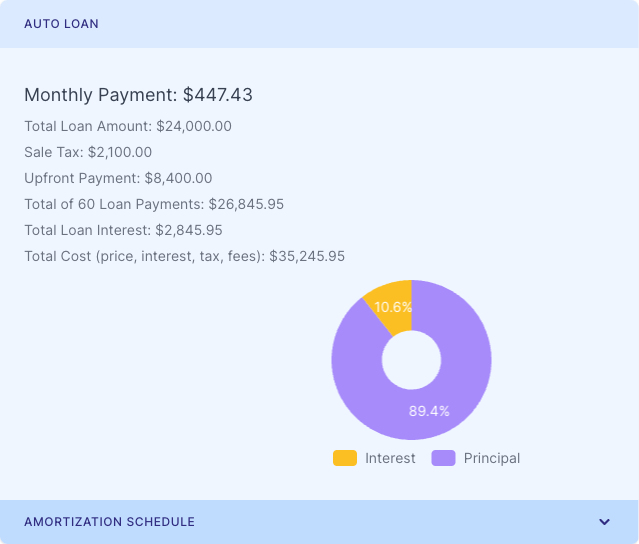 AUTO LOAN
Monthly Payment: $447.43
Total Loan Amount: $24,000.00
Sale Tax: $2,100.00
Upfront Payment: $8,400.00
Total of 60 Loan Payments: $26,845.95
Total Loan Interest: $2,845.95
Total Cost (price, interest, tax, fees): $35,245.95
10.6%
89.4%
Interest Principal
AMORTIZATION SCHEDULE